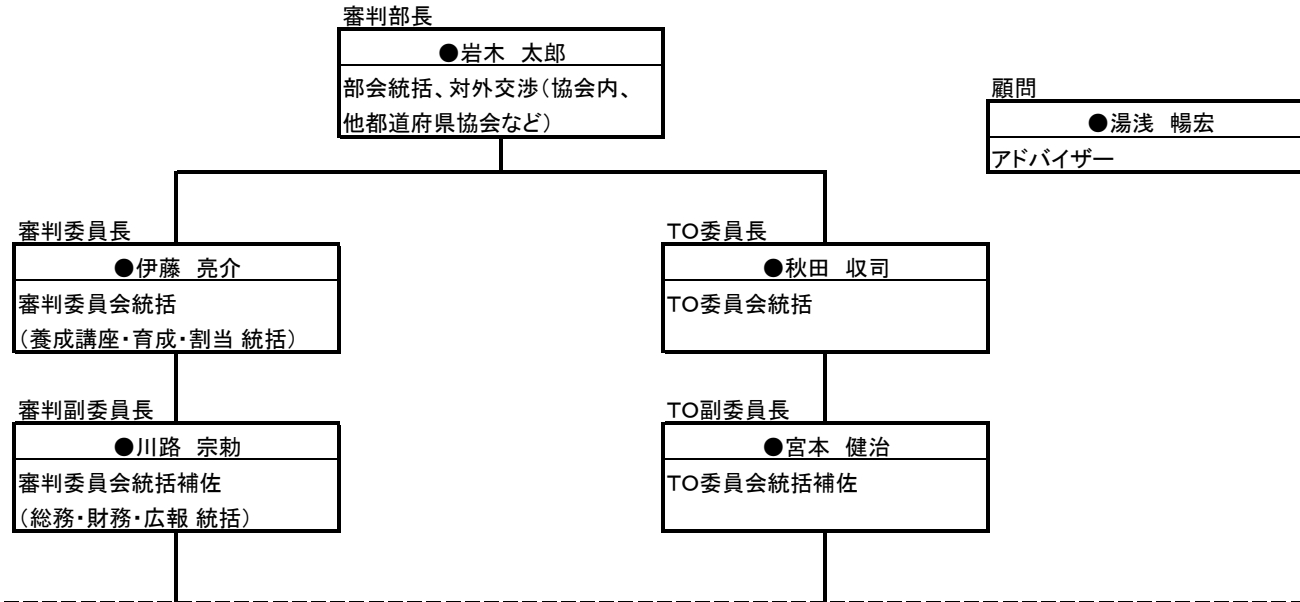 審判部長
●岩木 太郎
部会統括、対外交渉（協会内、
他都道府県協会など）
顧問
●湯浅 暢宏
アドバイザー
審判委員長
●伊藤 亮介
審判委員会統括
（養成講座・育成・割当 統括）
TO委員長
●秋田 収司
TO委員会統括
審判副委員長
●川路 宗勅
審判委員会統括補佐
（総務・財務・広報 統括）
TO副委員長
●宮本 健治
TO委員会統括補佐